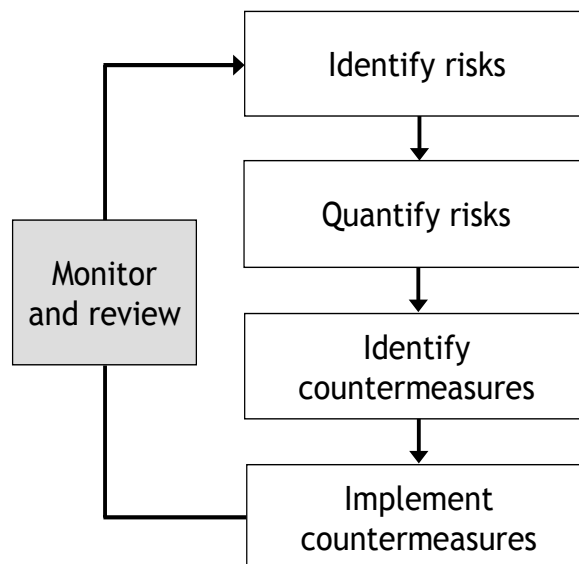 Identify risks
Quantify risks
Monitor
and review
Identify
countermeasures
Implement
countermeasures